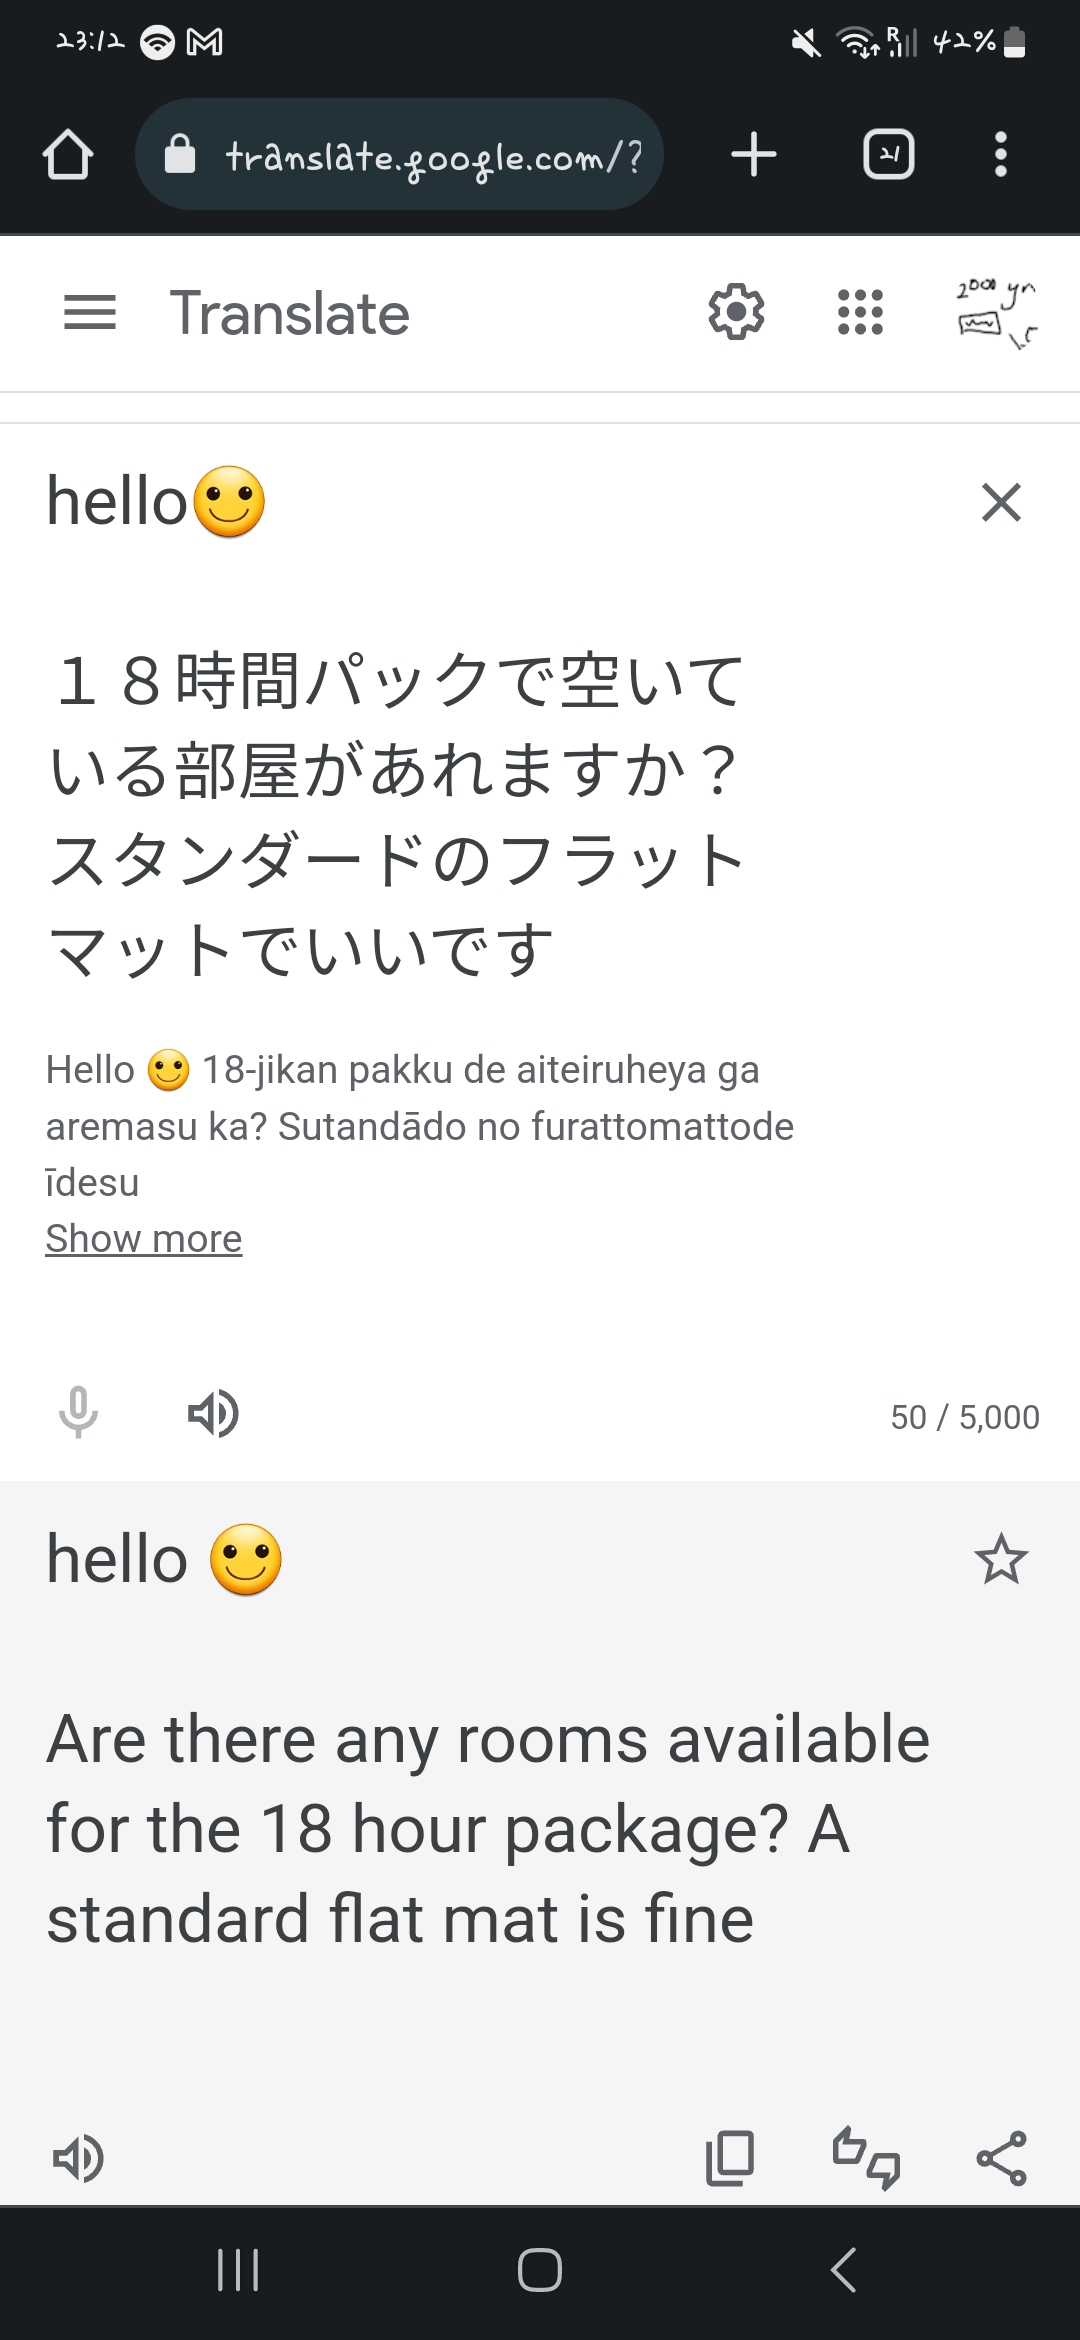 23:12 42%
translate.google.com/? 21
Translate
2000 yn
hello🙂
18時間パックで空いて
いる部屋があれますか?
スタンダードのフラット
マットでいいです
Hello 🙂 18-jikan pakku de aiteiruheya ga
aremasu ka? Sutandādo no furattomattode
īdesu
Show more
50 / 5,000
hello 🙂
Are there any rooms available
for the 18 hour package? A
standard flat mat is fine